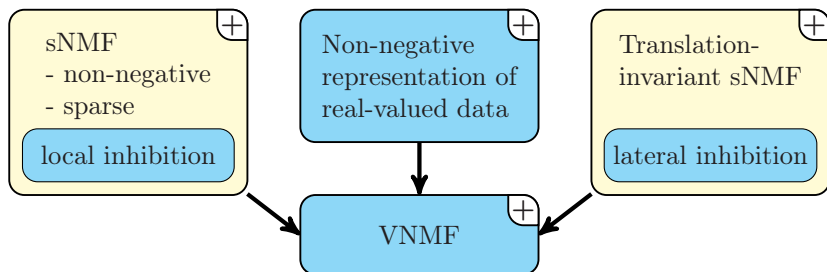 sNMF
- non-negative
- sparse
local inhibition
+
Non-negative
representation of
real-valued data
+
Translation-
invariant sNMF
lateral inhibition
+
VNMF
+